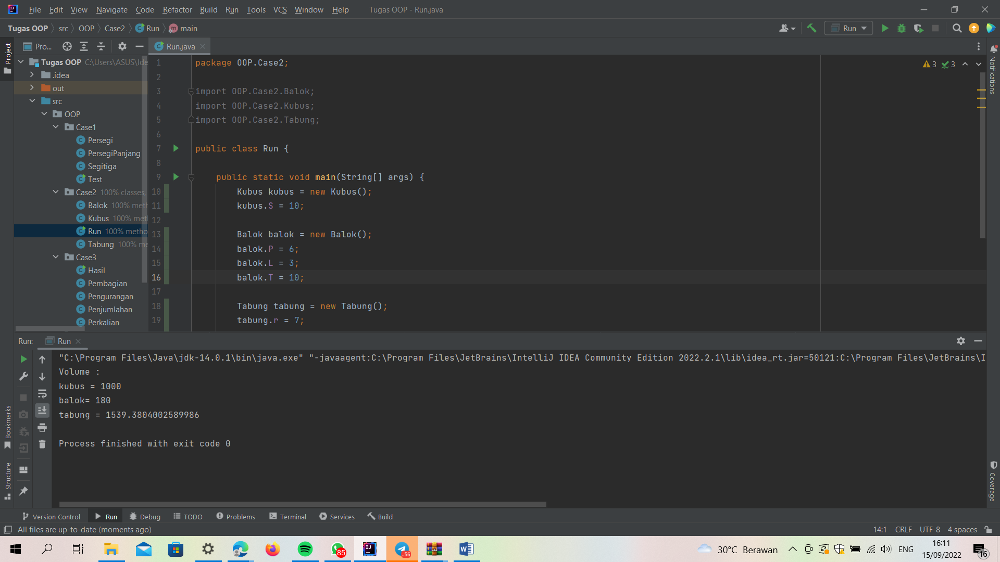 File Edit View Navigate Code Refactor Build Run Tools VCS Window Help Tugas OOP - Run.java
Tugas OOP src OOP Case2 Run main
Run
Project
Pro...
Run.java
Tugas OOP C:\Users\ASUS\Ide
.idea
out
src
OOP
Case1
Persegi
PersegiPanjang
Segitiga
Test
Case2 100% classes,
Balok 100% meth
Kubus 100% met
Run 100% metho
Tabung 100% me
Case3
Hasil
Pembagian
Pengurangan
Penjumlahan
Perkalian
1 package OOP.Case2;
2
3 import OOP.Case2.Balok;
4 import OOP.Case2.Kubus;
5 import OOP.Case2.Tabung;
6
7 public class Run {
8
9 public static void main(String[] args) {
10 Kubus kubus = new Kubus();
11 kubus.S = 10;
12
13 Balok balok = new Balok();
14 balok.P = 6;
15 balok.L = 3;
16 balok.T = 10;
17
18 Tabung tabung = new Tabung();
19 tabung.r = 7;
3 3
Notifications
Run: Run
"C:\Program Files\Java\jdk-14.0.1\bin\java.exe" "-javaagent:C:\Program Files\JetBrains\IntelliJ IDEA Community Edition 2022.2.1\lib\idea_rt.jar=50121:C:\Program Files\JetBrains\I
Volume :
kubus = 1000
balok= 180
tabung = 1539.3804002589986
Process finished with exit code 0
Bookmarks
Structure
Coverage
Version Control Run Debug TODO Problems Terminal Services Build
All files are up-to-date (moments ago) 14:1 CRLF UTF-8 4 spaces
85
IJ
..56
W
30°C Berawan ENG
16:11
15/09/2022
16